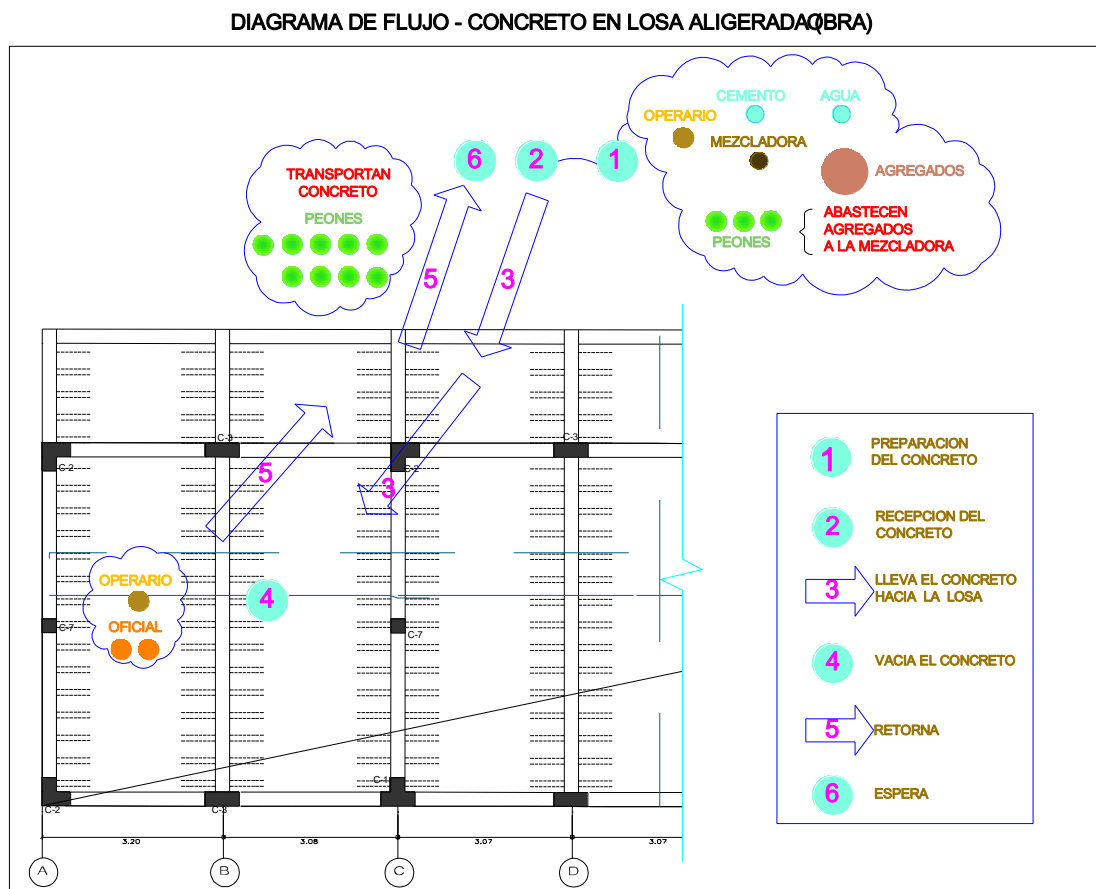 DIAGRAMA DE FLUJO - CONCRETO EN LOSA ALIGERADA(OBRA)
CEMENTO
AGUA
OPERARIO
MEZCLADORA
AGREGADOS
PEONES
ABASTECEN
AGREGADOS
A LA MEZCLADORA
6
2
1
TRANSPORTAN
CONCRETO
PEONES
5
3
C-3
C-3
C-2
C-2
5
3
OPERARIO
OFICIAL
4
C-7
C-7
C-1
C-2
C-3
3.20
3.08
3.07
3.07
A
B
C
D
1 PREPARACION
DEL CONCRETO
2 RECEPCION DEL
CONCRETO
3 LLEVA EL CONCRETO
HACIA LA LOSA
4 VACIA EL CONCRETO
5 RETORNA
6 ESPERA